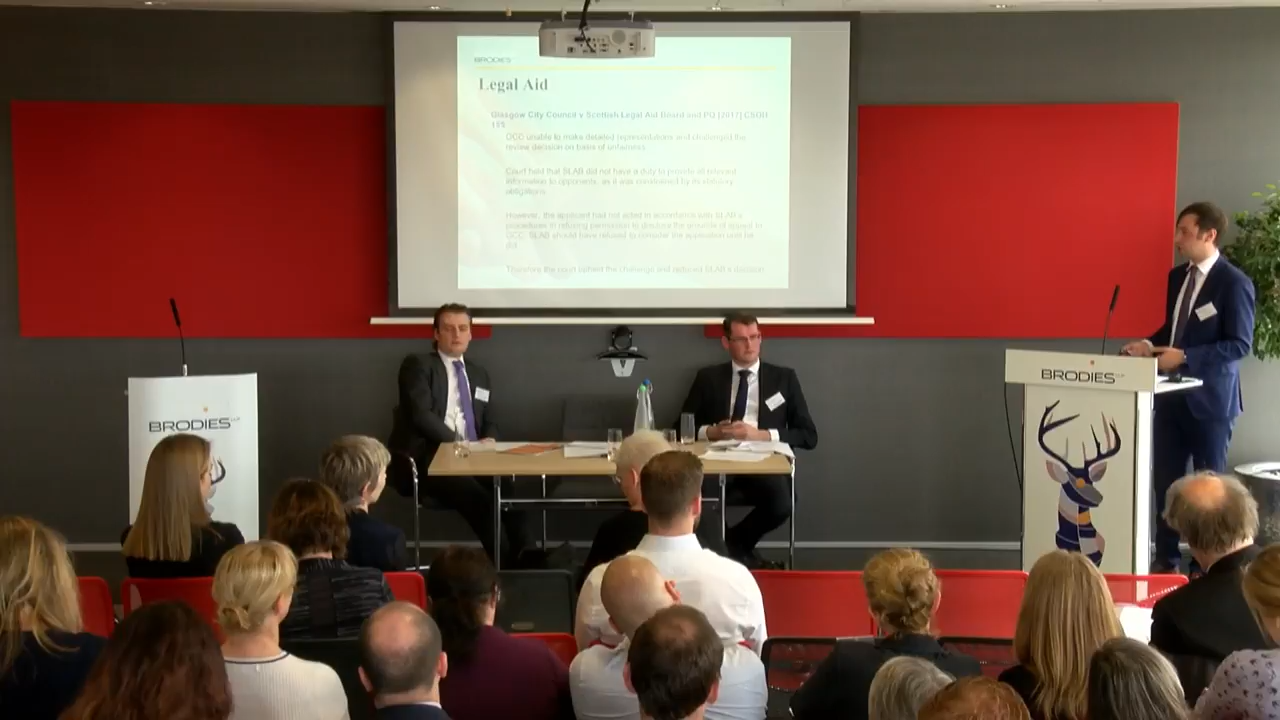 BRODIES
Legal Aid
Glasgow City Council v Scottish Legal Aid Board and PQ [2017] CSOH
GCC unable to make detailed representations and challenged the
review decision on basis of unfairness
Court held that SLAB did not have a duty to provide all relevant
information to opponents, as it was constrained by its statutory
obligations
However, the applicant had not acted in accordance with SLAB's
procedures in refusing permission to disclose the grounds of appeal to
GCC. SLAB should have refused to consider the application until he
did
Therefore the court upheld the challenge and reduced SLAB's decision
BRODIES LLP
BRODIES LLP